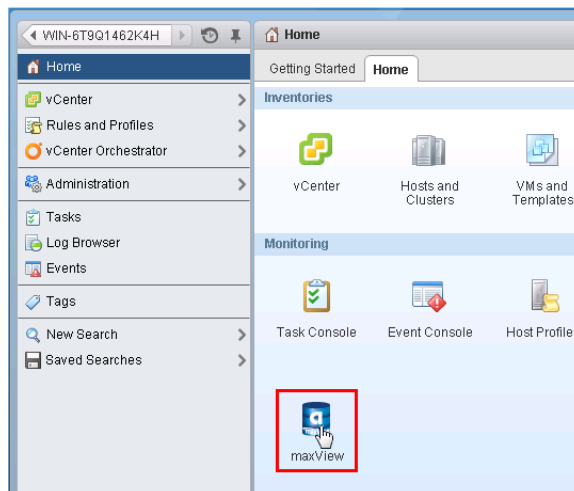 WIN-6T9Q1462K4H
Home
vCenter
Rules and Profiles
vCenter Orchestrator
Administration
Tasks
Log Browser
Events
Tags
New Search
Saved Searches
Home
Getting Started Home
Inventories
vCenter
Hosts and
Clusters
VMs and
Templates
Monitoring
Task Console
Event Console
Host Profile
a
maxView